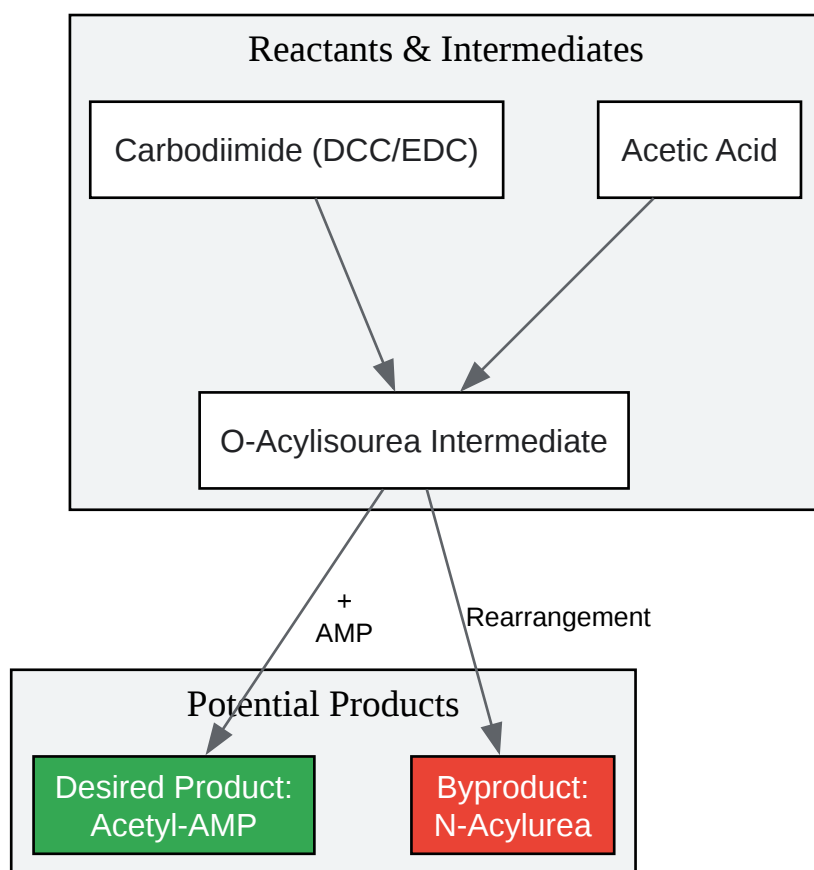 Reactants & Intermediates
Carbodiimide (DCC/EDC)
Acetic Acid
O-Acylisourea Intermediate
+
AMP
Rearrangement
Potential Products
Desired Product:
Acetyl-AMP
Byproduct:
N-Acylurea